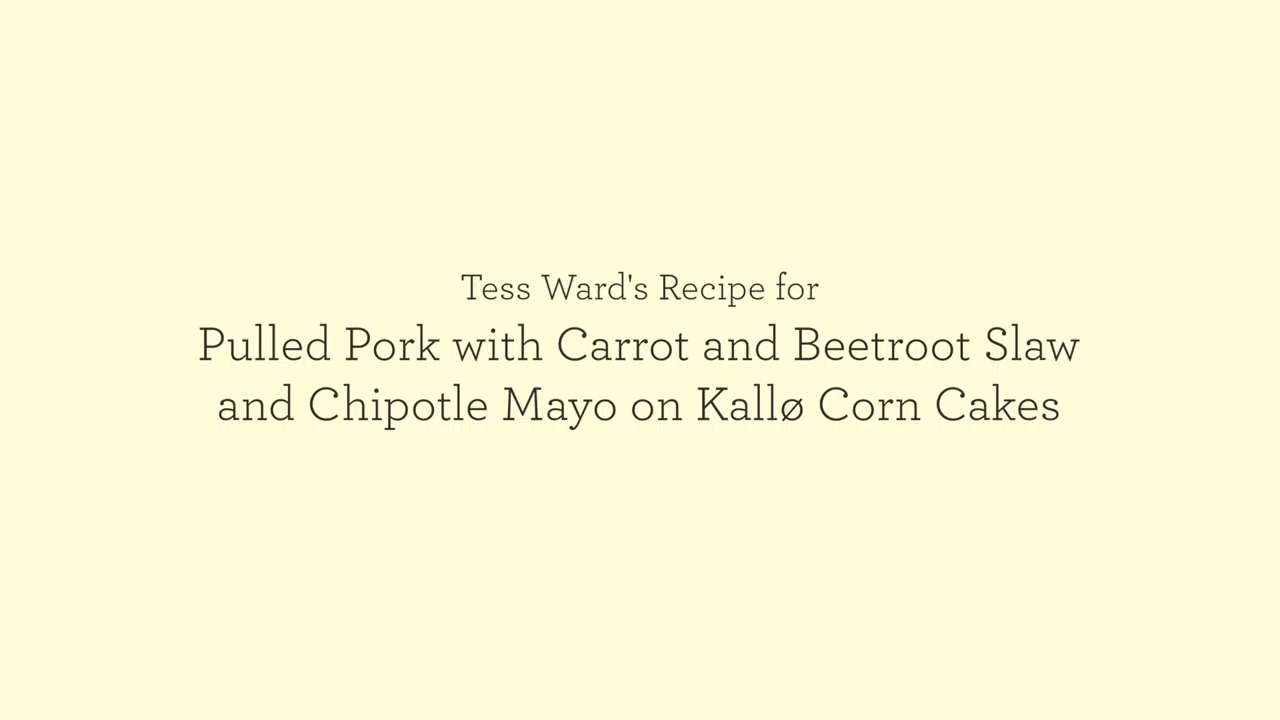 Tess Ward's Recipe for
Pulled Pork with Carrot and Beetroot Slaw
and Chipotle Mayo on Kallø Corn Cakes